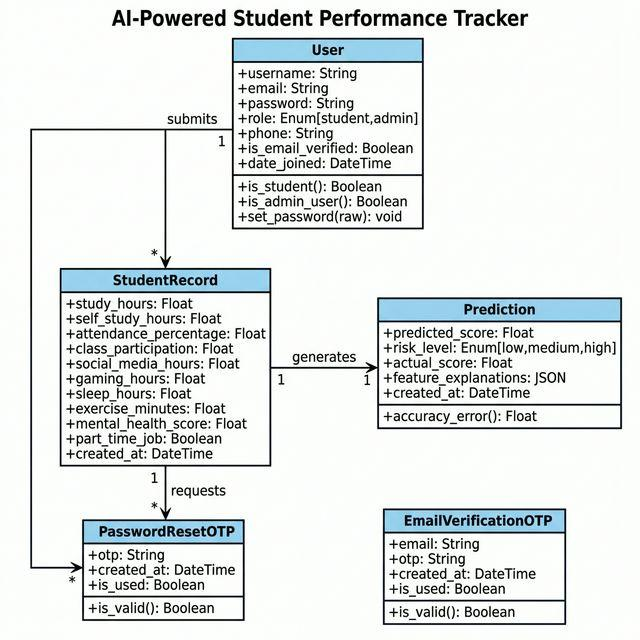 AI-Powered Student Performance Tracker
User
+username: String
+email: String
+password: String
+role: Enum[student,admin]
+phone: String
+is_email_verified: Boolean
+date_joined: DateTime
+is_student(): Boolean
+is_admin_user(): Boolean
+set_password(raw): void
submits
1
*
StudentRecord
+study_hours: Float
+self_study_hours: Float
+attendance_percentage: Float
+class_participation: Float
+social_media_hours: Float
+gaming_hours: Float
+sleep_hours: Float
+exercise_minutes: Float
+mental_health_score: Float
+part_time_job: Boolean
+created_at: DateTime
generates
1
1
Prediction
+predicted_score: Float
+risk_level: Enum[low,medium,high]
+actual_score: Float
+feature_explanations: JSON
+created_at: DateTime
+accuracy_error(): Float
1
requests
*
*
PasswordResetOTP
+otp: String
+created_at: DateTime
+is_used: Boolean
+is_valid(): Boolean
EmailVerificationOTP
+email: String
+otp: String
+created_at: DateTime
+is_used: Boolean
+is_valid(): Boolean